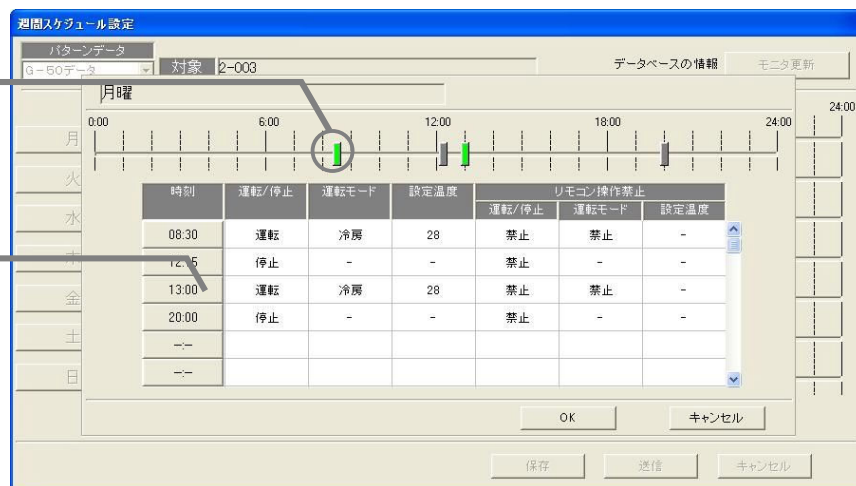 週間スケジュール設定
パターンデータ
G-50データ 対象 2-003 データベースの情報 モニタ更新
月曜
0:00 6:00 12:00 18:00 24:00 24:00
月
火
水
金
土
日
時刻 運転/停止 運転モード 設定温度 リモコン操作禁止
運転/停止 運転モード 設定温度
08:30 運転 冷房 28 禁止 禁止 -
停止 - - 禁止 - -
13:00 運転 冷房 28 禁止 禁止 -
20:00 停止 - - 禁止 - -
--:--
--:--
OK キャンセル
保存 送信 キャンセル